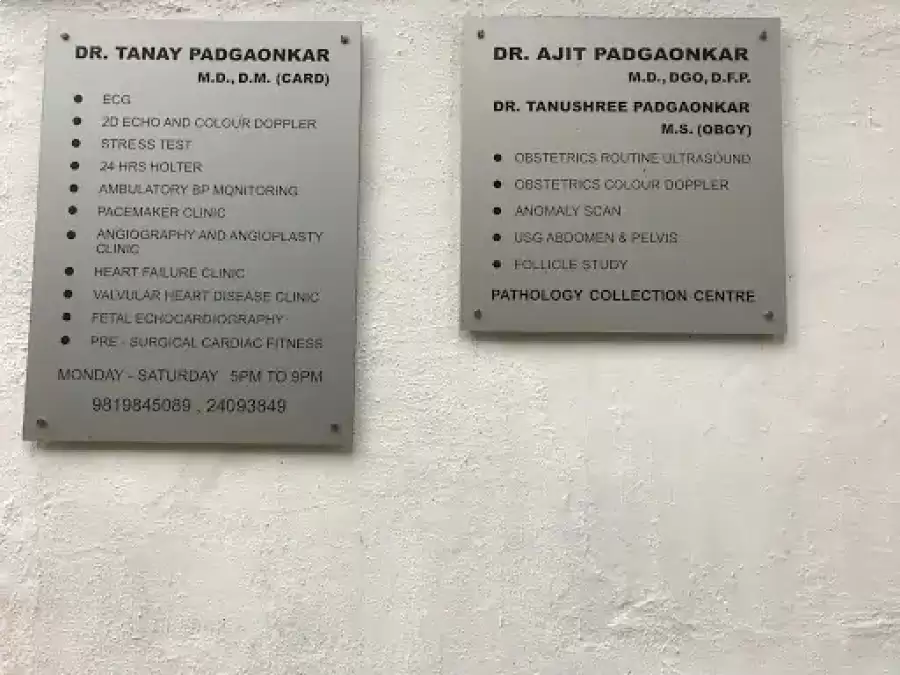 DR. TANAY PADGAONKAR
M.D., D.M. (CARD)
● ECG
● 2D ECHO AND COLOUR DOPPLER
● STRESS TEST
● 24 HRS HOLTER
● AMBULATORY BP MONITORING
● PACEMAKER CLINIC
● ANGIOGRAPHY AND ANGIOPLASTY
CLINIC
● HEART FAILURE CLINIC
● VALVULAR HEART DISEASE CLINIC
● FETAL ECHOCARDIOGRAPHY
● PRE - SURGICAL CARDIAC FITNESS
MONDAY - SATURDAY 5PM TO 9PM
9819845089 , 24093849
DR. AJIT PADGAONKAR
M.D., DGO, D.F.P.
DR. TANUSHREE PADGAONKAR
M.S. (OBGY)
● OBSTETRICS ROUTINE ULTRASOUND
● OBSTETRICS COLOUR DOPPLER
● ANOMALY SCAN
● USG ABDOMEN & PELVIS
● FOLLICLE STUDY
PATHOLOGY COLLECTION CENTRE